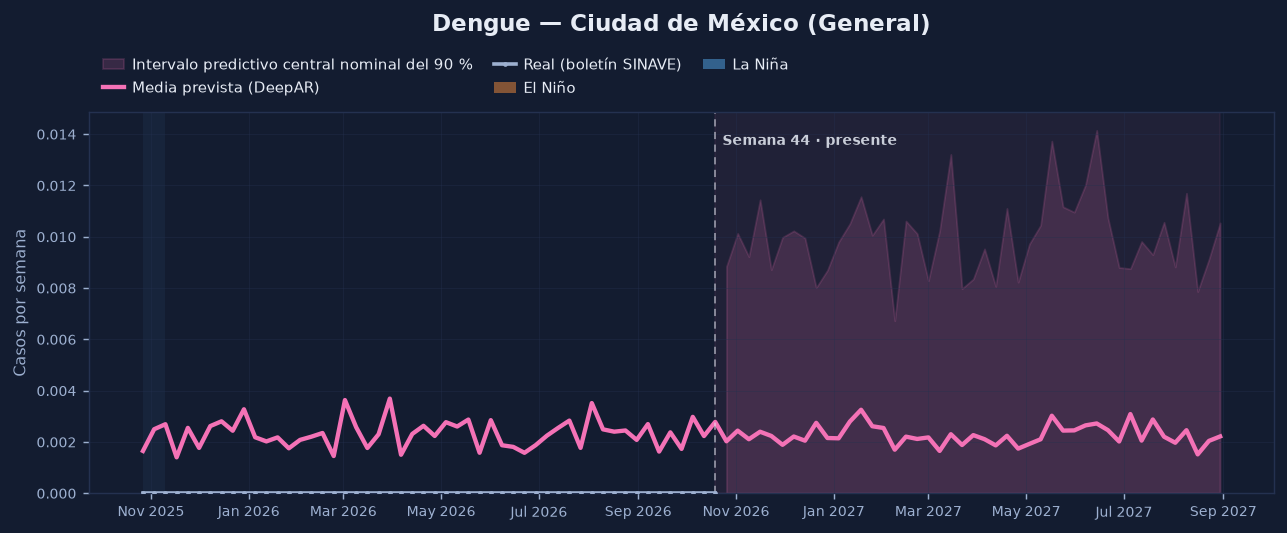 Dengue — Ciudad de México (General)
Intervalo predictivo central nominal del 90 %
Real (boletín SINAVE)
La Niña
Media prevista (DeepAR)
El Niño
Semana 44 · presente
Casos por semana
0.014
0.012
0.010
0.008
0.006
0.004
0.002
0.000
Nov 2025
Jan 2026
Mar 2026
May 2026
Jul 2026
Sep 2026
Nov 2026
Jan 2027
Mar 2027
May 2027
Jul 2027
Sep 2027